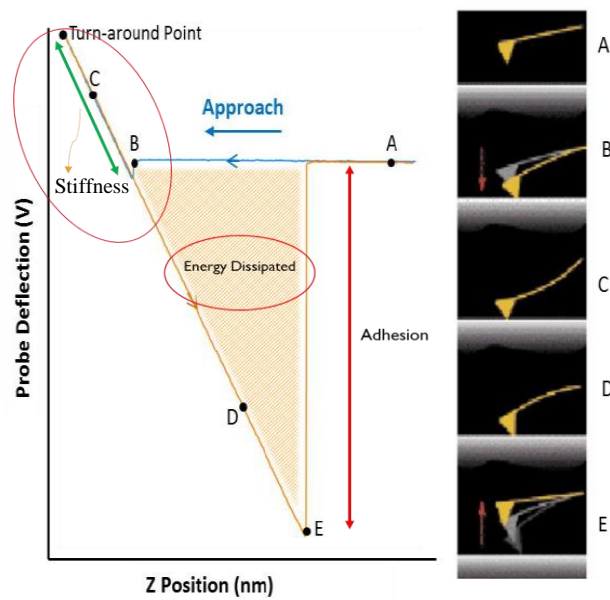 Turn-around Point
C
Approach
B
A
Stiffness
Energy Dissipated
Adhesion
D
E
Probe Deflection (V)
Z Position (nm)
A
B
C
D
E